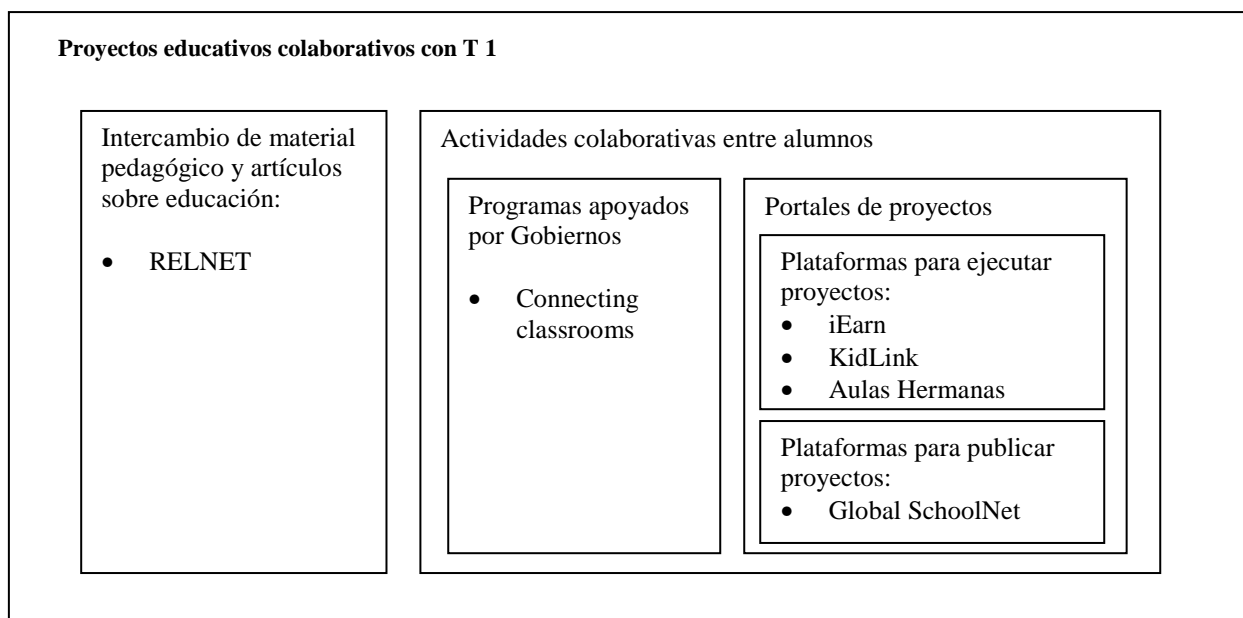 Proyectos educativos colaborativos con T 1
Intercambio de material
pedagógico y artículos
sobre educación:
• RELNET
Actividades colaborativas entre alumnos
Programas apoyados
por Gobiernos
• Connecting
classrooms
Portales de proyectos
Plataformas para ejecutar
proyectos:
• iEarn
• KidLink
• Aulas Hermanas
Plataformas para publicar
proyectos:
• Global SchoolNet